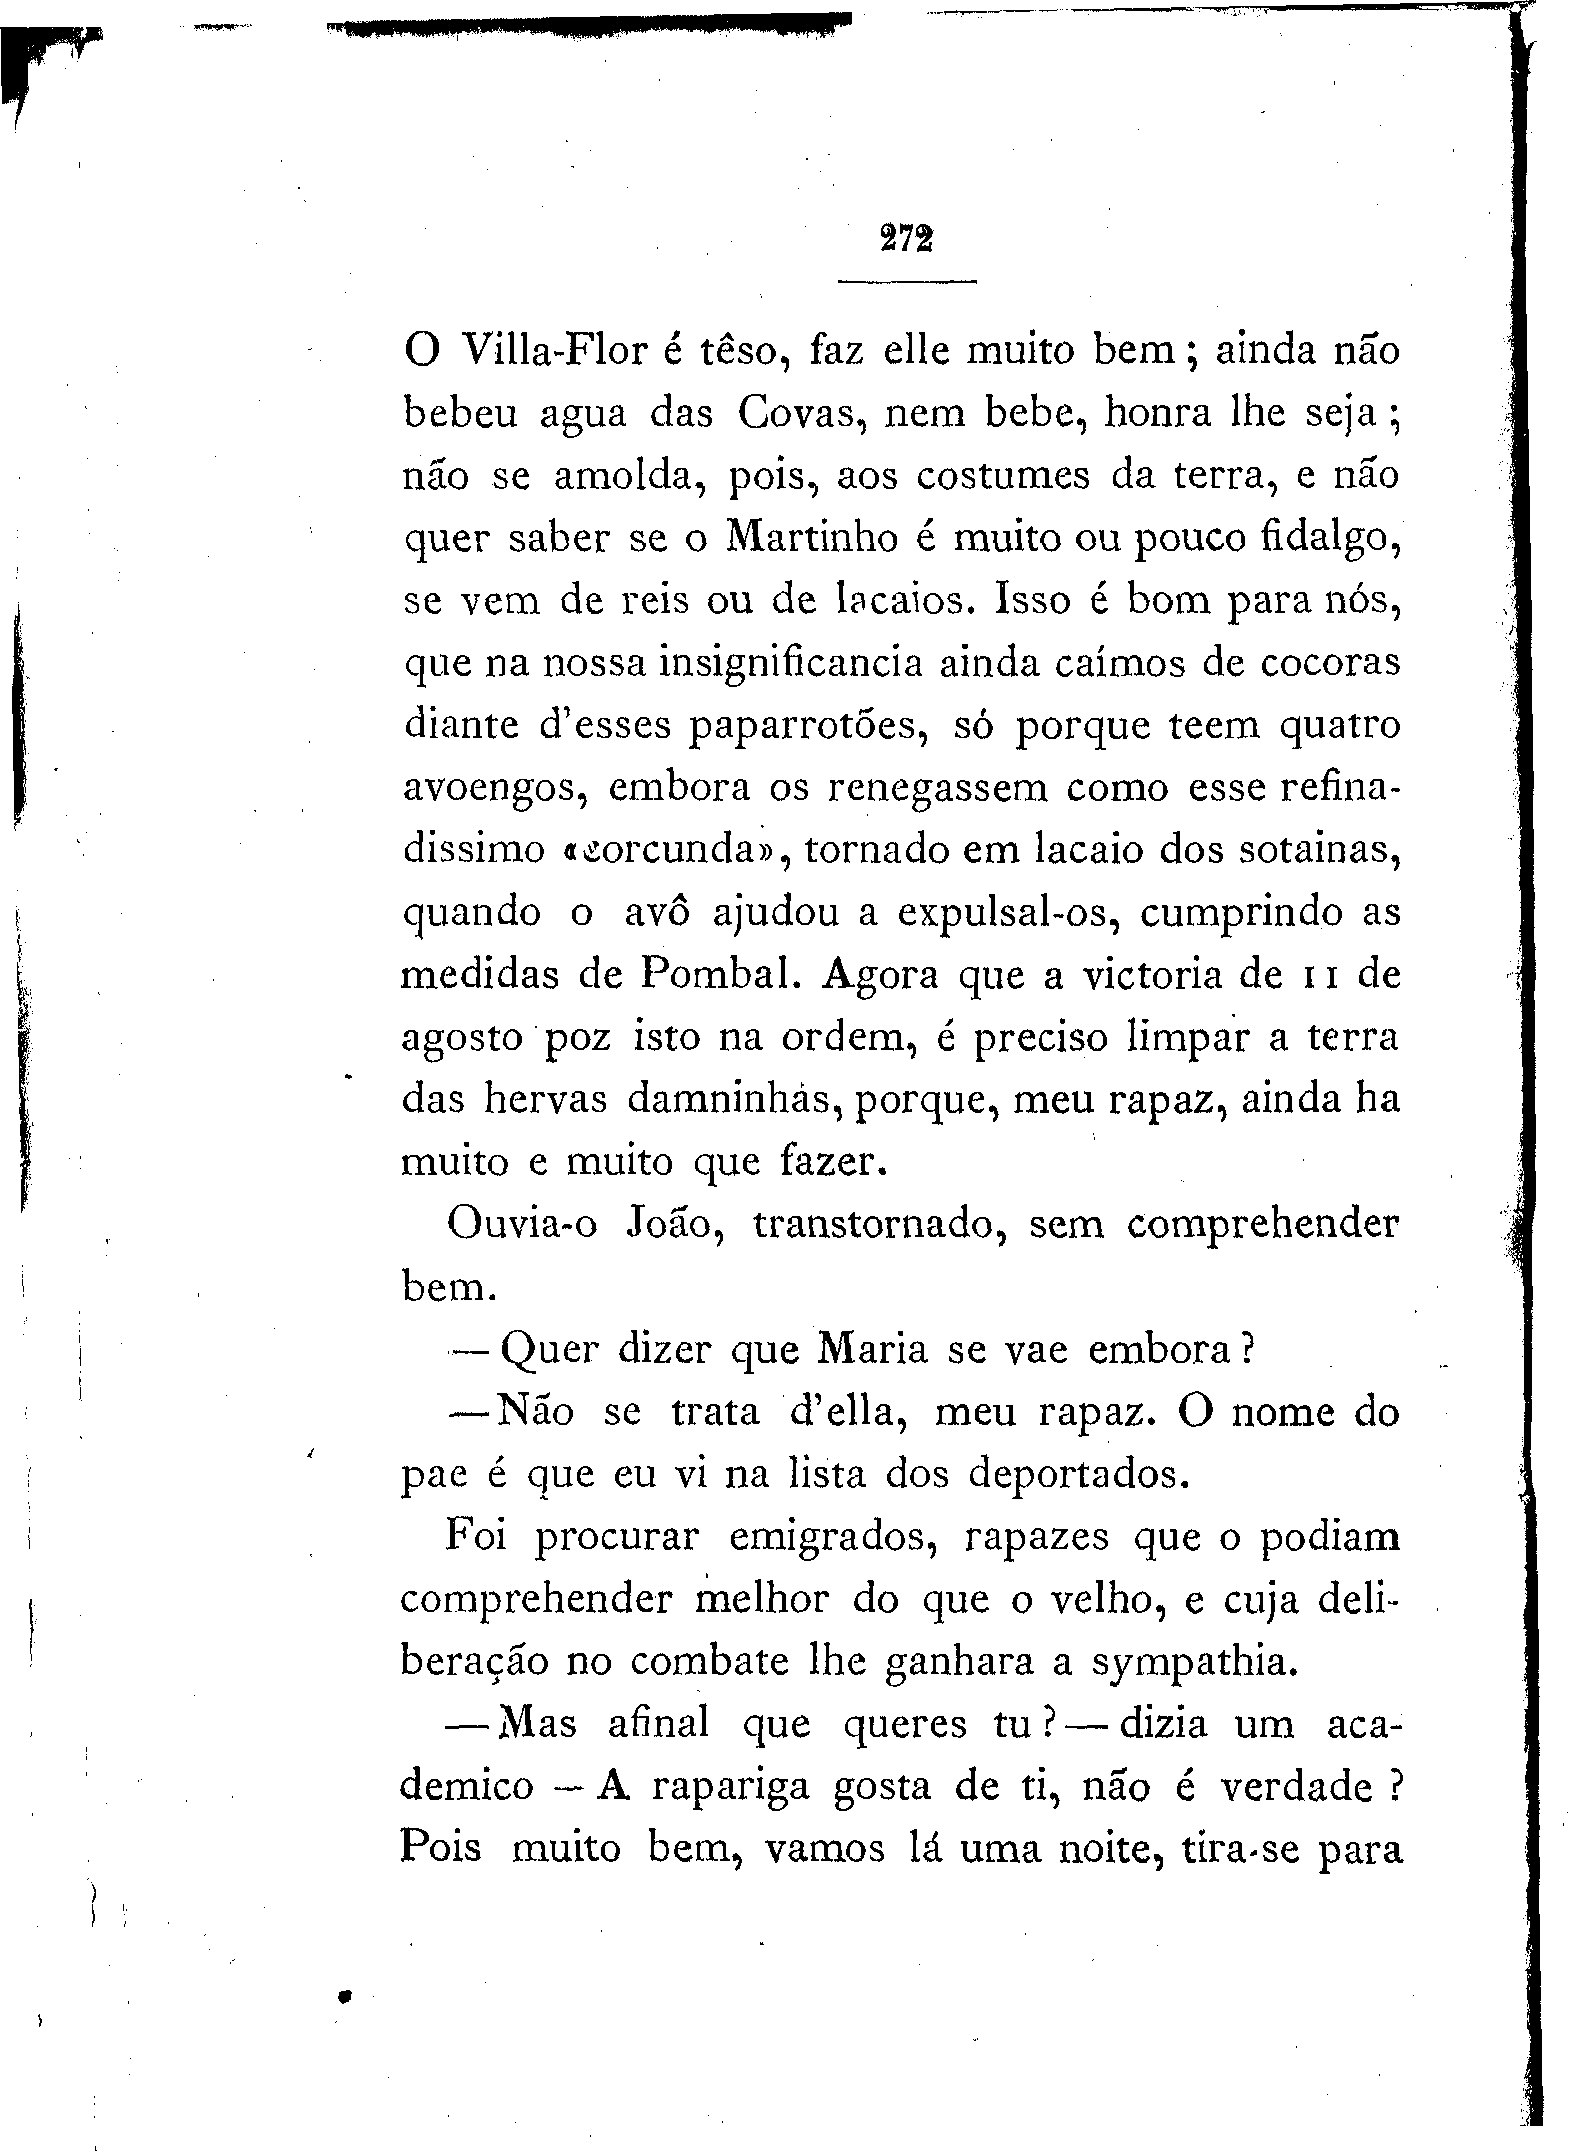 272
O Villa-Flor é têso, faz elle muito bem; ainda não
bebeu agua das Covas, nem bebe, honra lhe seja;
não se amolda, pois, aos costumes da terra, e não
quer saber se o Martinho é muito ou pouco fidalgo,
se vem de reis ou de lacaios. Isso é bom para nós,
que na nossa insignificancia ainda caímos de cocoras
diante d'esses paparrotões, só porque teem quatro
avoengos, embora os renegassem como esse refina-
dissimo «corcunda», tornado em lacaio dos sotainas,
quando o avô ajudou a expulsal-os, cumprindo as
medidas de Pombal. Agora que a victoria de 11 de
agosto poz isto na ordem, é preciso limpar a terra
das hervas damninhas, porque, meu rapaz, ainda ha
muito e muito que fazer.
Ouvia-o João, transtornado, sem comprehender
bem.
— Quer dizer que Maria se vae embora?
— Não se trata d'ella, meu rapaz. O nome do
pae é que eu vi na lista dos deportados.
Foi procurar emigrados, rapazes que o podiam
comprehender melhor do que o velho, e cuja deli-
beração no combate lhe ganhara a sympathia.
— Mas afinal que queres tu? — dizia um aca-
demico — A rapariga gosta de ti, não é verdade?
Pois muito bem, vamos lá uma noite, tira-se para